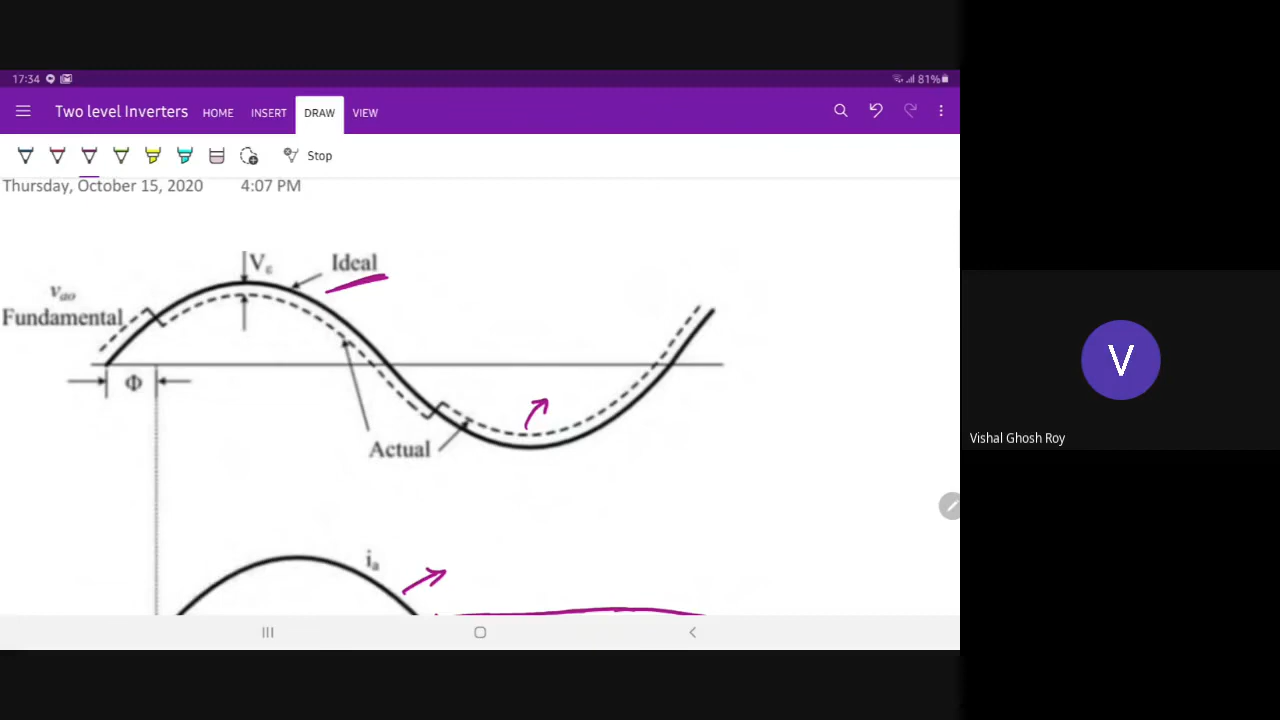 17:34 81%
Two level Inverters HOME INSERT DRAW VIEW
Stop
Thursday, October 15, 2020 4:07 PM
Vε Ideal
vao
Fundamental
Φ
Actual
ia
V
Vishal Ghosh Roy